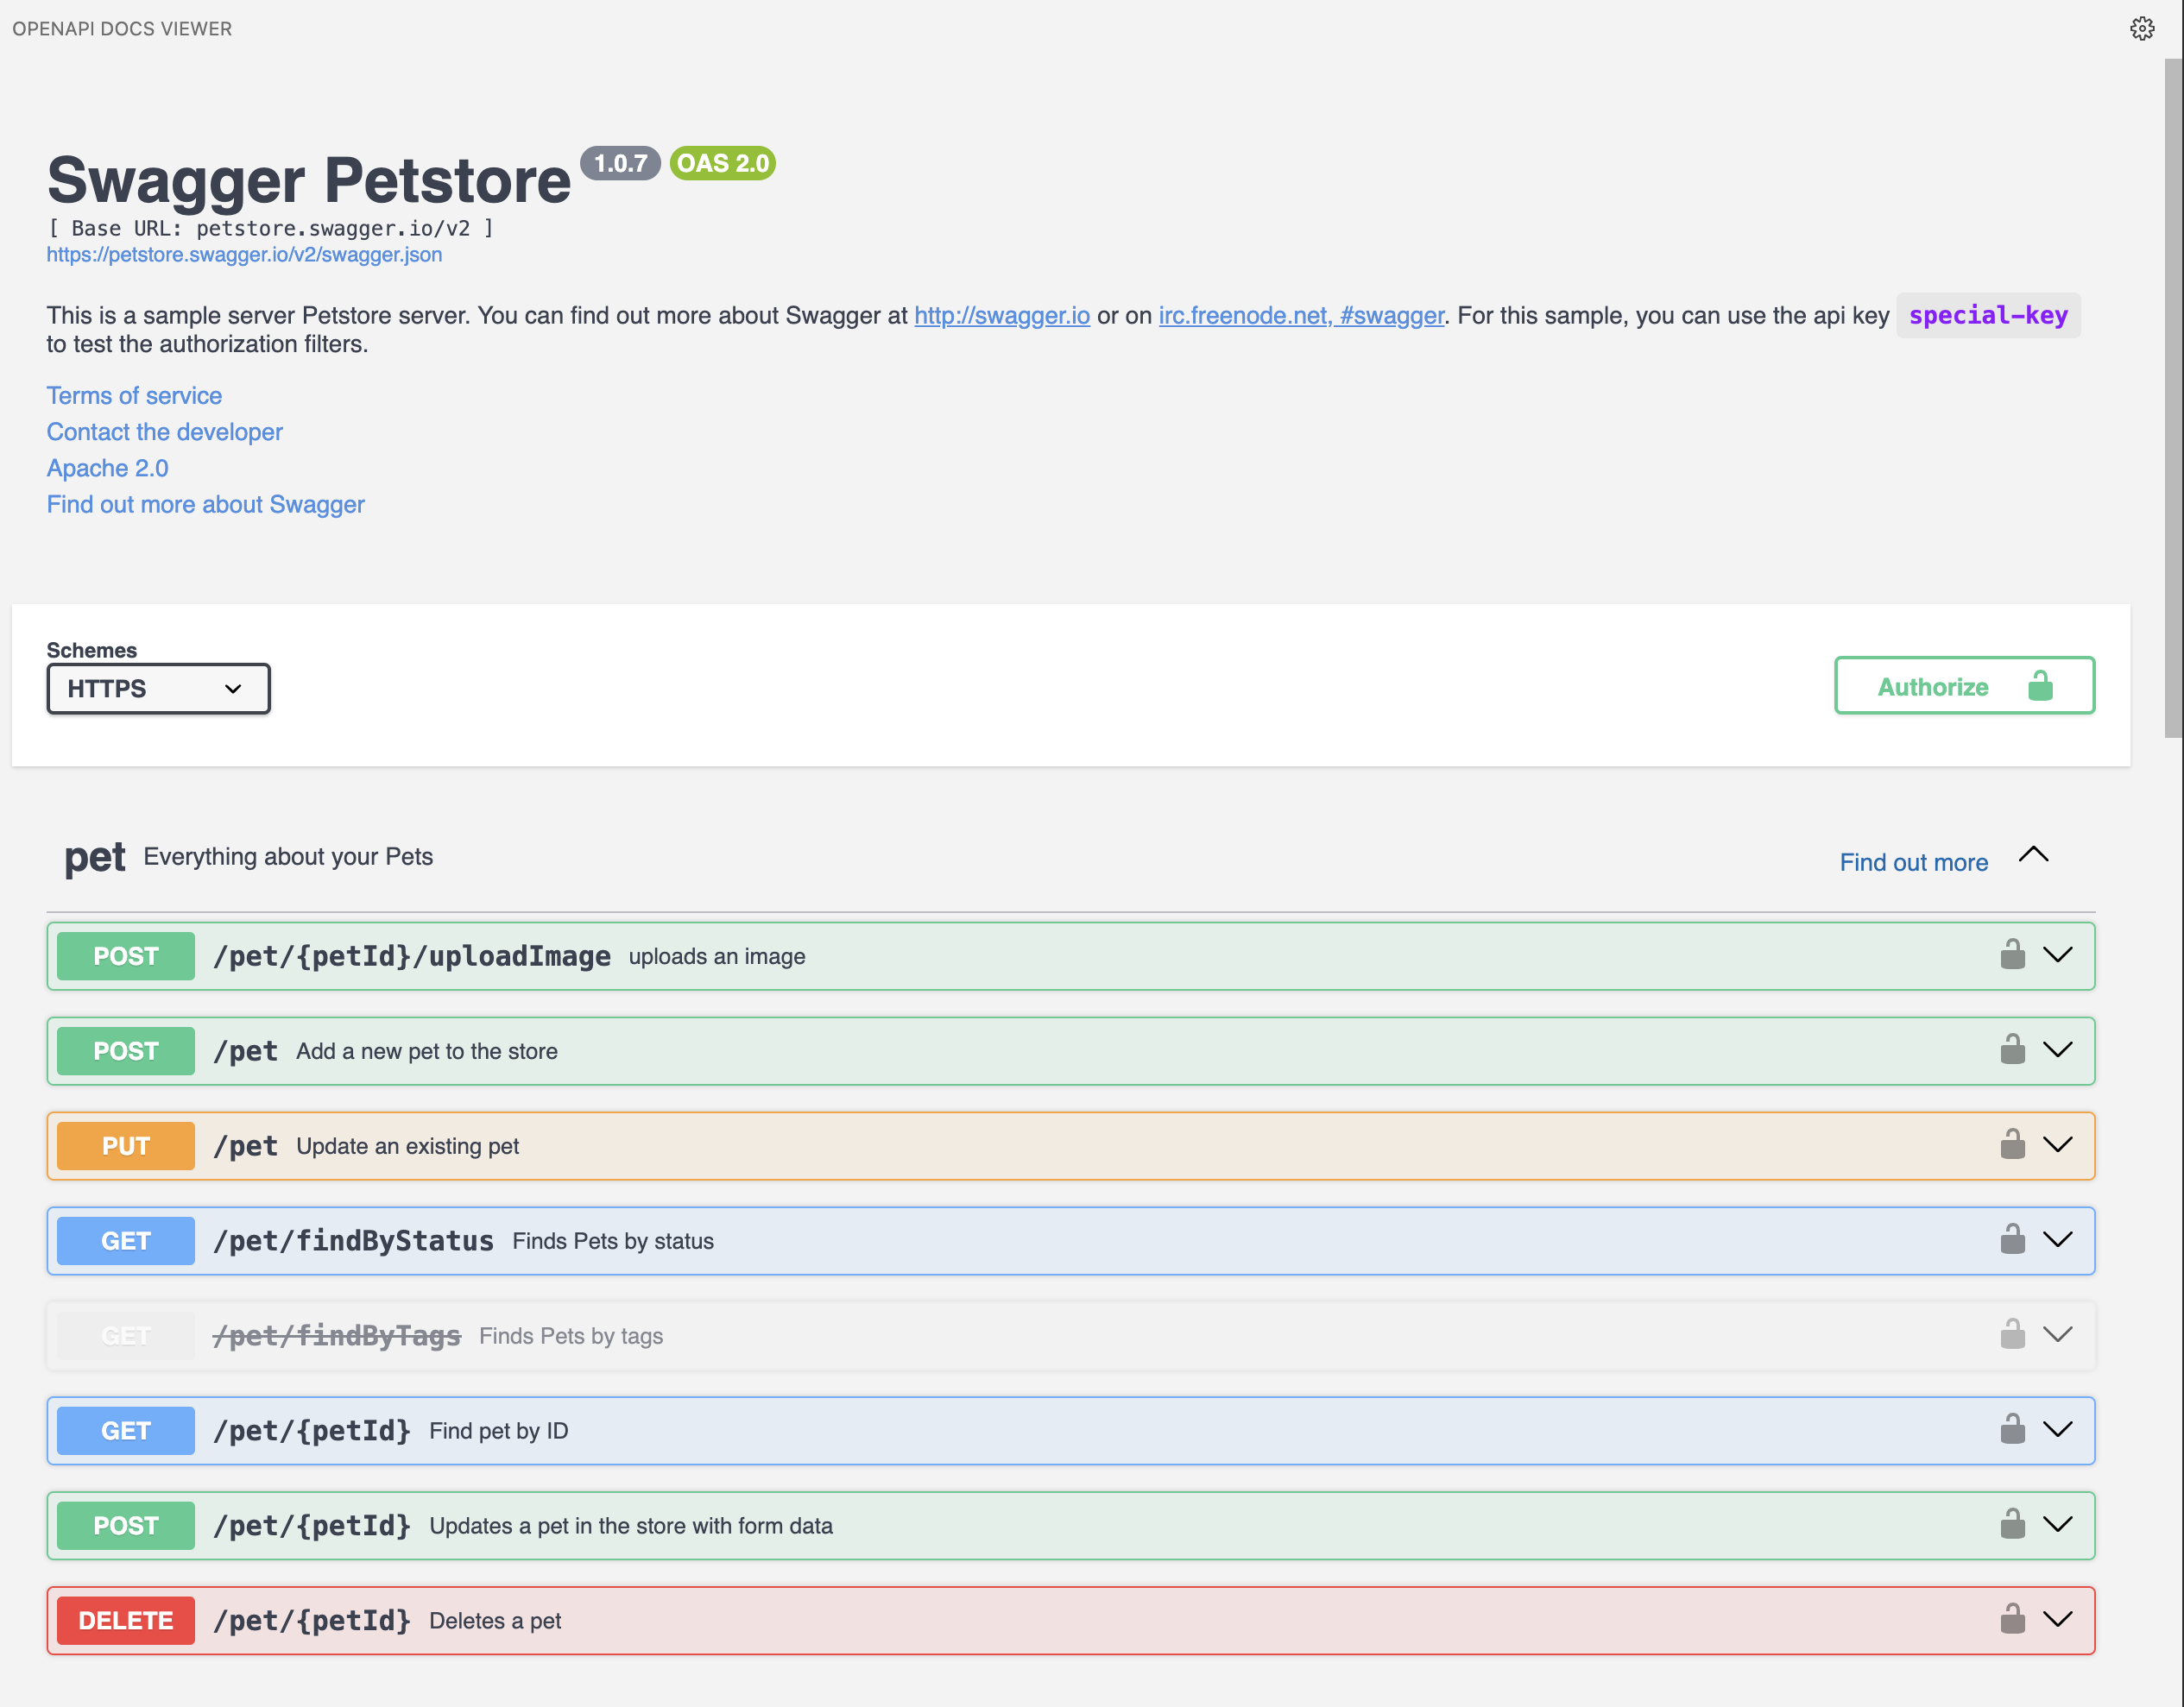 OPENAPI DOCS VIEWER
Swagger Petstore 1.0.7 OAS 2.0
[ Base URL: petstore.swagger.io/v2 ]
https://petstore.swagger.io/v2/swagger.json
This is a sample server Petstore server. You can find out more about Swagger at http://swagger.io or on irc.freenode.net, #swagger. For this sample, you can use the api key special-key
to test the authorization filters.
Terms of service
Contact the developer
Apache 2.0
Find out more about Swagger
Schemes
HTTPS
Authorize
pet Everything about your Pets Find out more
POST /pet/{petId}/uploadImage uploads an image
POST /pet Add a new pet to the store
PUT /pet Update an existing pet
GET /pet/findByStatus Finds Pets by status
GET /pet/findByTags Finds Pets by tags
GET /pet/{petId} Find pet by ID
POST /pet/{petId} Updates a pet in the store with form data
DELETE /pet/{petId} Deletes a pet